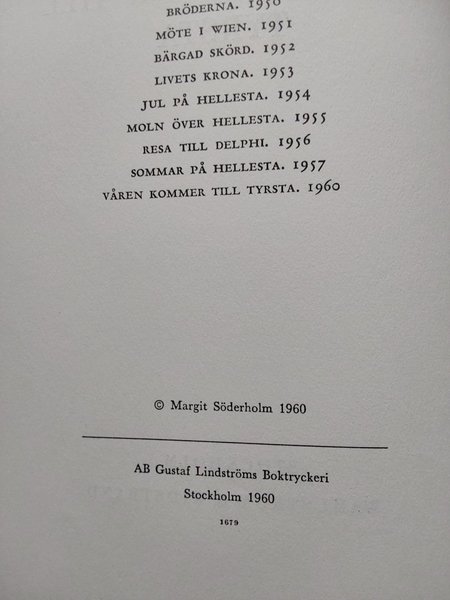 BRÖDERNA. 1950
MÖTE I WIEN. 1951
BÄRGAD SKÖRD. 1952
LIVETS KRONA. 1953
JUL PÅ HELLESTA. 1954
MOLN ÖVER HELLESTA. 1955
RESA TILL DELPHI. 1956
SOMMAR PÅ HELLESTA. 1957
VÅREN KOMMER TILL TYRSTA. 1960
© Margit Söderholm 1960
AB Gustaf Lindströms Boktryckeri
Stockholm 1960
1679